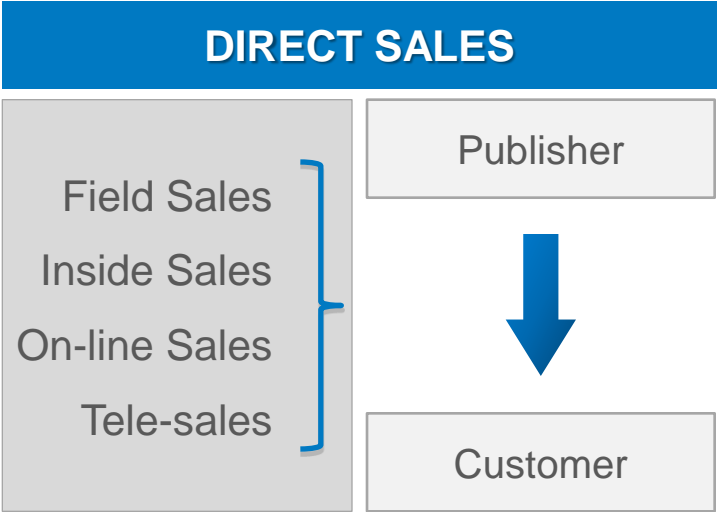 DIRECT SALES
Field Sales
Inside Sales
On-line Sales
Tele-sales
Publisher
Customer